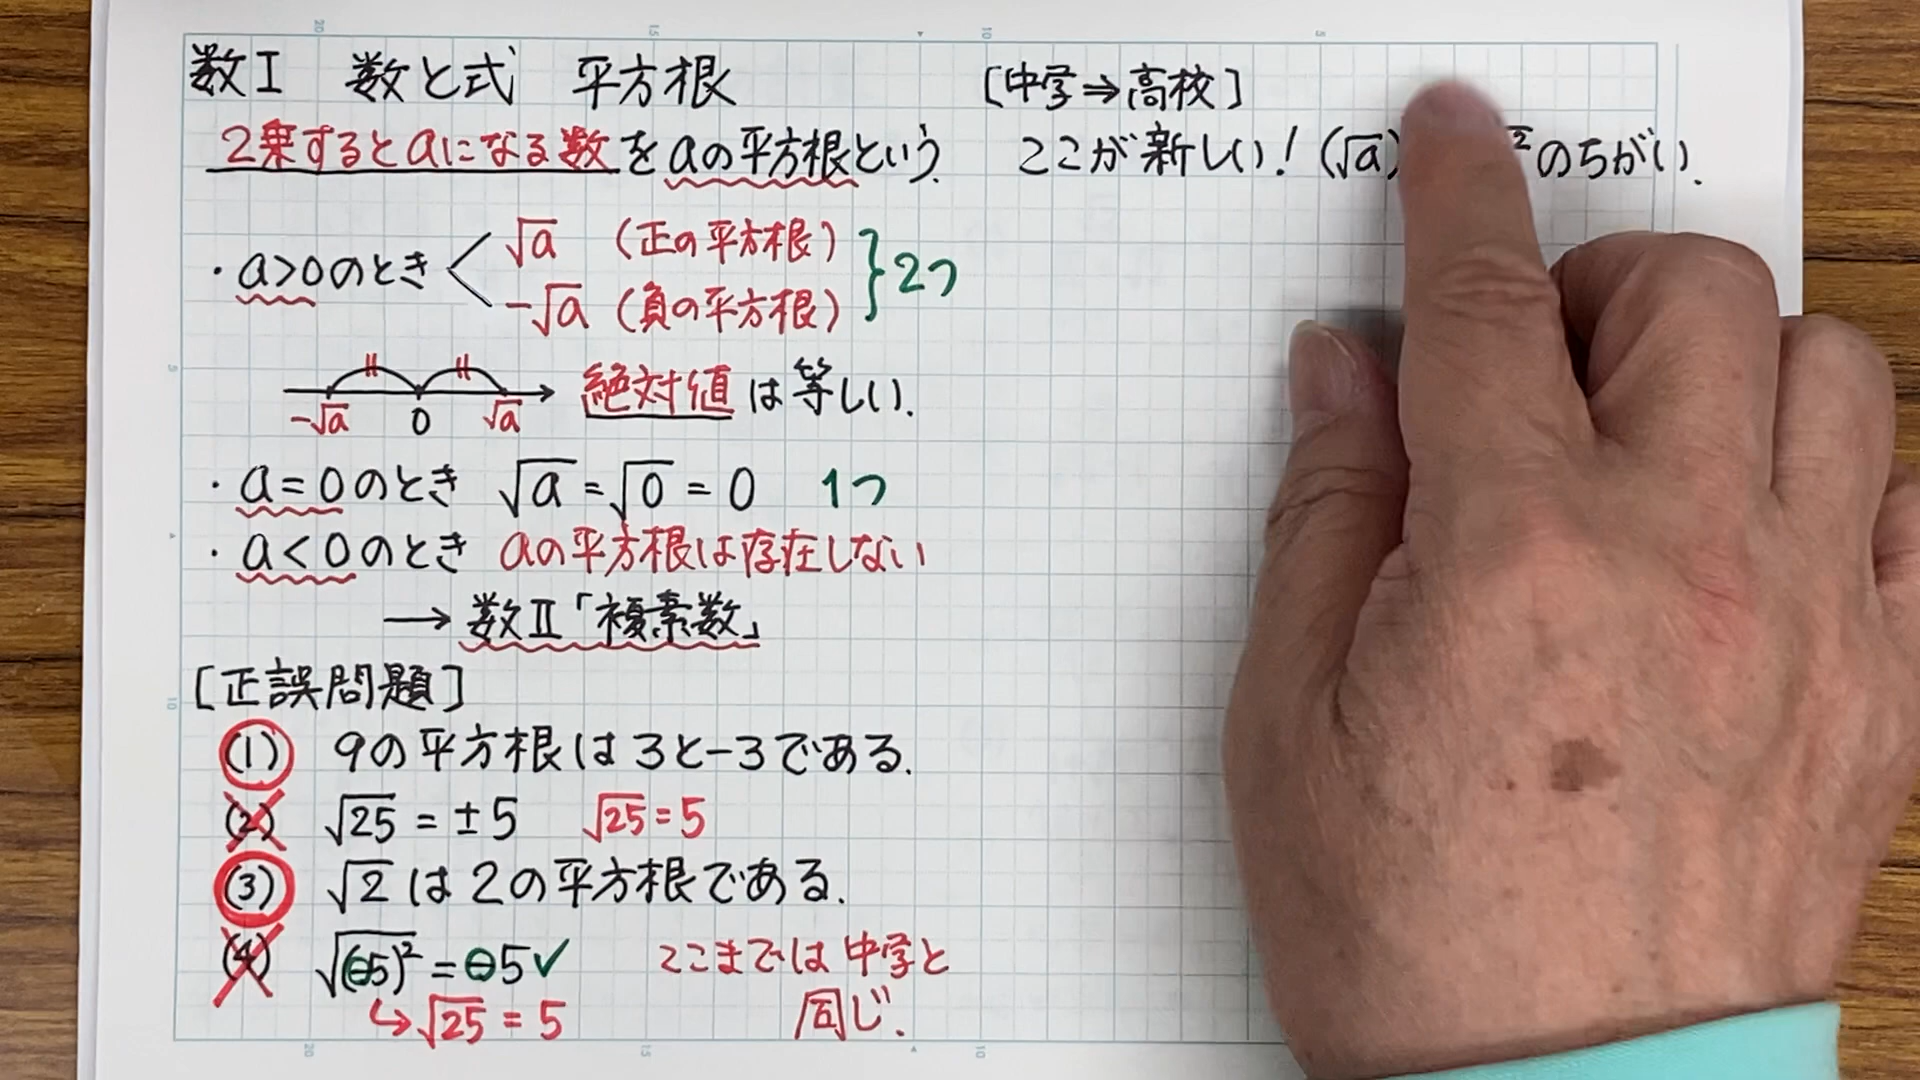 数Ⅰ 数と式 平方根
2乗するとaになる数をaの平方根という.
・a>0のとき < √a (正の平方根)
-√a (負の平方根) } 2つ
-√a 0 √a 絶対値は等しい.
・a=0のとき √a=√0=0 1つ
・a<0のとき aの平方根は存在しない
→数Ⅱ「複素数」
[正誤問題]
(1) 9の平方根は3と-3である.
(2) √25=±5 √25=5
(3) √2は2の平方根である.
(4) √(-5)²=-5✓
↳√25=5
ここまでは中学と
同じ.
[中学⇒高校]
ここが新しい!(√a) ²のちがい.